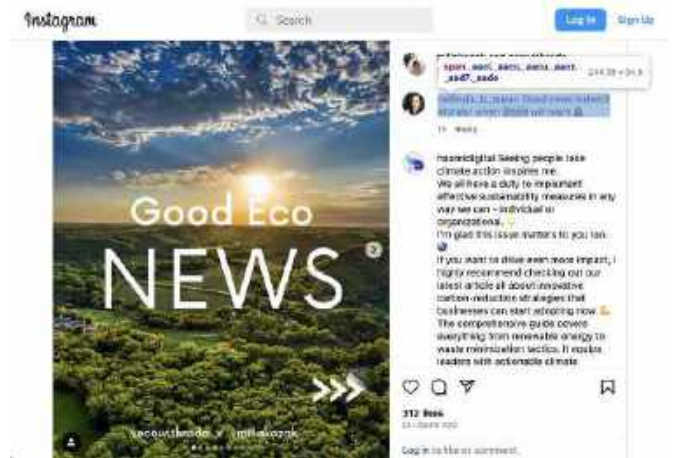 Instagram
Search
Log In
Sign Up
Good Eco
NEWS
>>>
Reply
hasmidigital Seeing people take
climate action inspires me.
We all have a duty to implement
effective sustainability measures in any
way we can - individual or
organizational.
I'm glad this issue matters to you too.
If you want to drive even more impact, I
highly recommend checking out our
latest article all about innovative
carbon-reduction strategies that
businesses can start adopting now.
The comprehensive guide covers
everything from renewable energy to
waste minimization tactics. It equips
leaders with actionable climate
312 likes
Log in to like or comment.